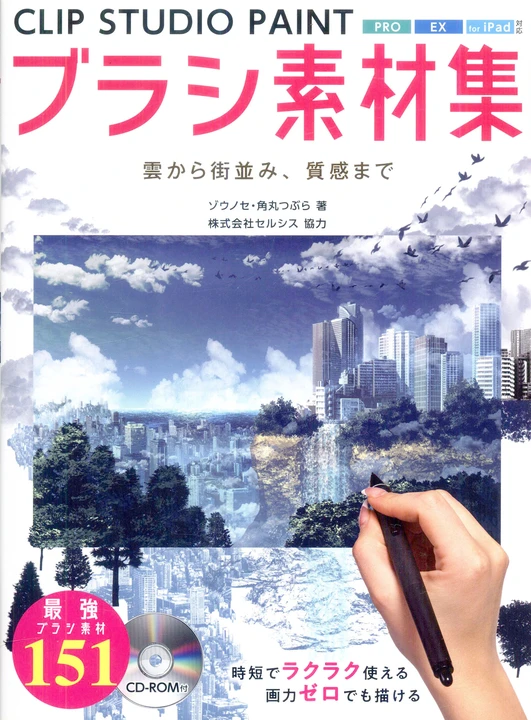 CLIP STUDIO PAINT PRO EX for iPad 対応
ブラシ素材集
雲から街並み、質感まで
ゾウノセ・角丸つぶら 著
株式会社セルシス 協力
最強
ブラシ素材
151
CD-ROM付
時短でラクラク使える
画力ゼロでも描ける